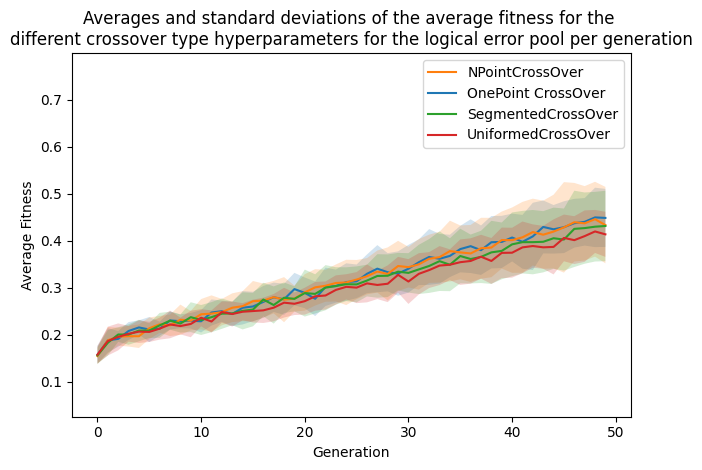 Averages and standard deviations of the average fitness for the
different crossover type hyperparameters for the logical error pool per generation
NPointCrossOver
OnePoint CrossOver
SegmentedCrossOver
UniformedCrossOver
Average Fitness
0.7
0.6
0.5
0.4
0.3
0.2
0.1
0 10 20 30 40 50
Generation